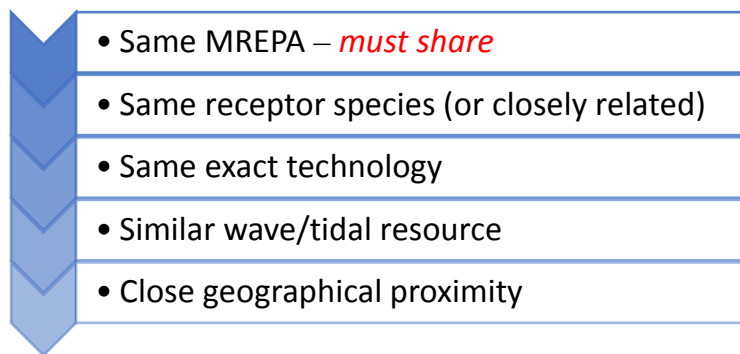 • Same MREPA – must share
• Same receptor species (or closely related)
• Same exact technology
• Similar wave/tidal resource
• Close geographical proximity